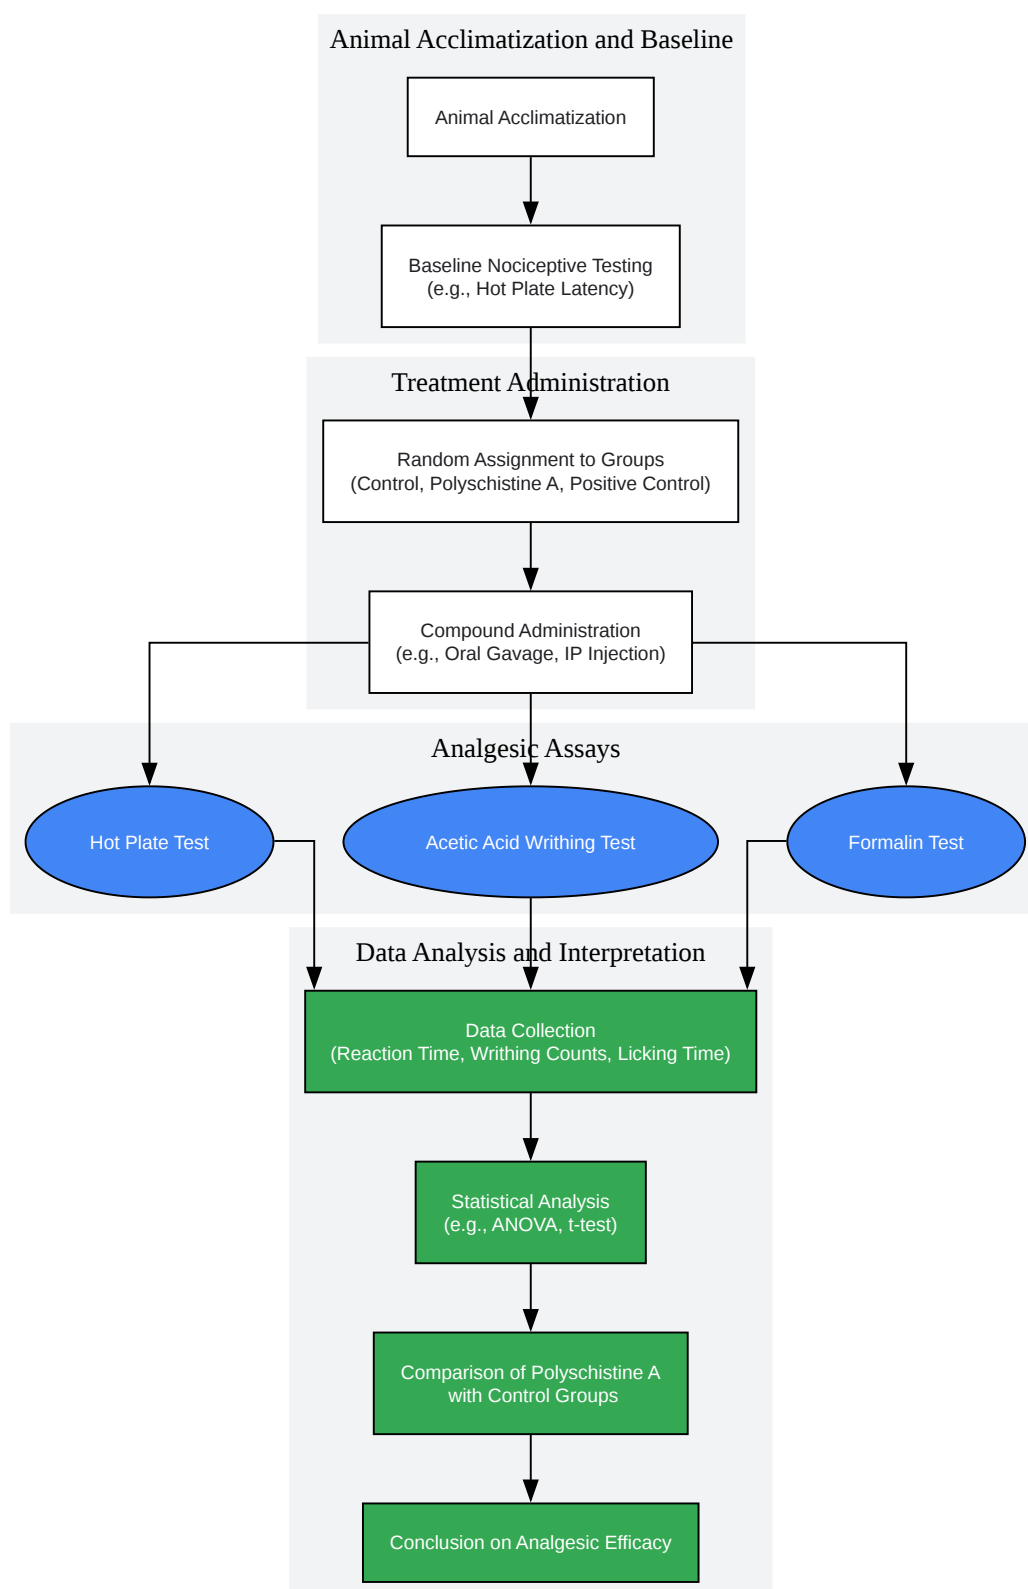 Animal Acclimatization and Baseline
Animal Acclimatization
Baseline Nociceptive Testing
(e.g., Hot Plate Latency)
Treatment Administration
Random Assignment to Groups
(Control, Polyschistine A, Positive Control)
Compound Administration
(e.g., Oral Gavage, IP Injection)
Analgesic Assays
Hot Plate Test
Acetic Acid Writhing Test
Formalin Test
Data Analysis and Interpretation
Data Collection
(Reaction Time, Writhing Counts, Licking Time)
Statistical Analysis
(e.g., ANOVA, t-test)
Comparison of Polyschistine A
with Control Groups
Conclusion on Analgesic Efficacy